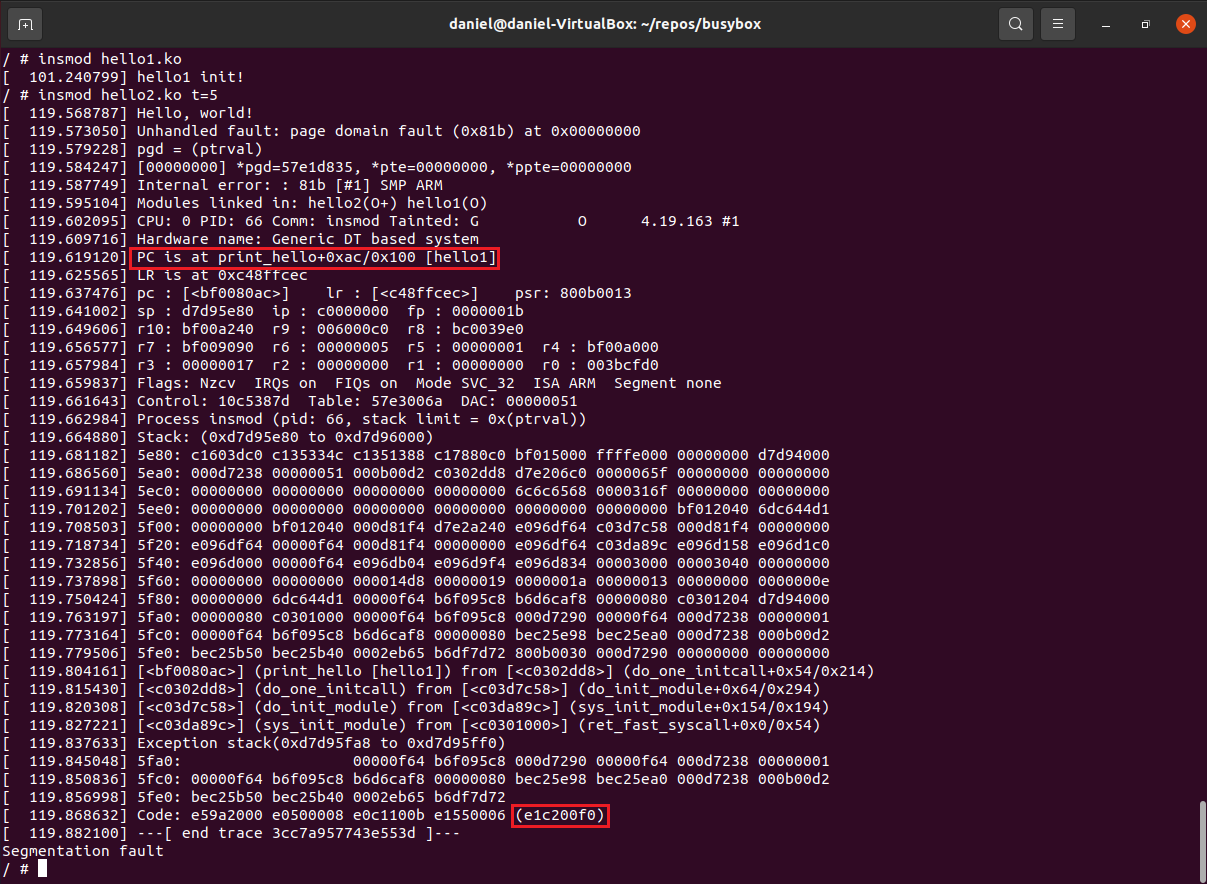 daniel@daniel-VirtualBox: ~/repos/busybox
/ # insmod hello1.ko
[  101.240799] hello1 init!
/ # insmod hello2.ko t=5
[  119.568787] Hello, world!
[  119.573050] Unhandled fault: page domain fault (0x81b) at 0x00000000
[  119.579228] pgd = (ptrval)
[  119.584247] [00000000] *pgd=57e1d835, *pte=00000000, *ppte=00000000
[  119.587749] Internal error: : 81b [#1] SMP ARM
[  119.595104] Modules linked in: hello2(O+) hello1(O)
[  119.602095] CPU: 0 PID: 66 Comm: insmod Tainted: G           O      4.19.163 #1
[  119.609716] Hardware name: Generic DT based system
[  119.619120] PC is at print_hello+0xac/0x100 [hello1]
[  119.625565] LR is at 0xc48ffcec
[  119.637476] pc : [<bf0080ac>]    lr : [<c48ffcec>]    psr: 800b0013
[  119.641002] sp : d7d95e80  ip : c0000000  fp : 0000001b
[  119.649606] r10: bf00a240  r9 : 006000c0  r8 : bc0039e0
[  119.656577] r7 : bf009090  r6 : 00000005  r5 : 00000001  r4 : bf00a000
[  119.657984] r3 : 00000017  r2 : 00000000  r1 : 00000000  r0 : 003bcfd0
[  119.659837] Flags: Nzcv  IRQs on  FIQs on  Mode SVC_32  ISA ARM  Segment none
[  119.661643] Control: 10c5387d  Table: 57e3006a  DAC: 00000051
[  119.662984] Process insmod (pid: 66, stack limit = 0x(ptrval))
[  119.664880] Stack: (0xd7d95e80 to 0xd7d96000)
[  119.681182] 5e80: c1603dc0 c135334c c1351388 c17880c0 bf015000 ffffe000 00000000 d7d94000
[  119.686560] 5ea0: 000d7238 00000051 000b00d2 c0302dd8 d7e206c0 0000065f 00000000 00000000
[  119.691134] 5ec0: 00000000 00000000 00000000 00000000 6c6c6568 0000316f 00000000 00000000
[  119.701202] 5ee0: 00000000 00000000 00000000 00000000 00000000 00000000 bf012040 6dc644d1
[  119.708503] 5f00: 00000000 bf012040 000d81f4 d7e2a240 e096df64 c03d7c58 000d81f4 00000000
[  119.718734] 5f20: e096df64 00000f64 000d81f4 00000000 e096df64 c03da89c e096d158 e096d1c0
[  119.732856] 5f40: e096d000 00000f64 e096db04 e096d9f4 e096d834 00003000 00003040 00000000
[  119.737898] 5f60: 00000000 00000000 000014d8 00000019 0000001a 00000013 00000000 0000000e
[  119.750424] 5f80: 00000000 6dc644d1 00000f64 b6f095c8 b6d6caf8 00000080 c0301204 d7d94000
[  119.763197] 5fa0: 00000080 c0301000 00000f64 b6f095c8 000d7290 00000f64 000d7238 00000001
[  119.773164] 5fc0: 00000f64 b6f095c8 b6d6caf8 00000080 bec25e98 bec25ea0 000d7238 000b00d2
[  119.779506] 5fe0: bec25b50 bec25b40 0002eb65 b6df7d72 800b0030 000d7290 00000000 00000000
[  119.804161] [<bf0080ac>] (print_hello [hello1]) from [<c0302dd8>] (do_one_initcall+0x54/0x214)
[  119.815430] [<c0302dd8>] (do_one_initcall) from [<c03d7c58>] (do_init_module+0x64/0x294)
[  119.820308] [<c03d7c58>] (do_init_module) from [<c03da89c>] (sys_init_module+0x154/0x194)
[  119.827221] [<c03da89c>] (sys_init_module) from [<c0301000>] (ret_fast_syscall+0x0/0x54)
[  119.837633] Exception stack(0xd7d95fa8 to 0xd7d95ff0)
[  119.845048] 5fa0:                   00000f64 b6f095c8 000d7290 00000f64 000d7238 00000001
[  119.850836] 5fc0: 00000f64 b6f095c8 b6d6caf8 00000080 bec25e98 bec25ea0 000d7238 000b00d2
[  119.856998] 5fe0: bec25b50 bec25b40 0002eb65 b6df7d72
[  119.868632] Code: e59a2000 e0500008 e0c1100b e1550006 (e1c200f0)
[  119.882100] ---[ end trace 3cc7a957743e553d ]---
Segmentation fault
/ #